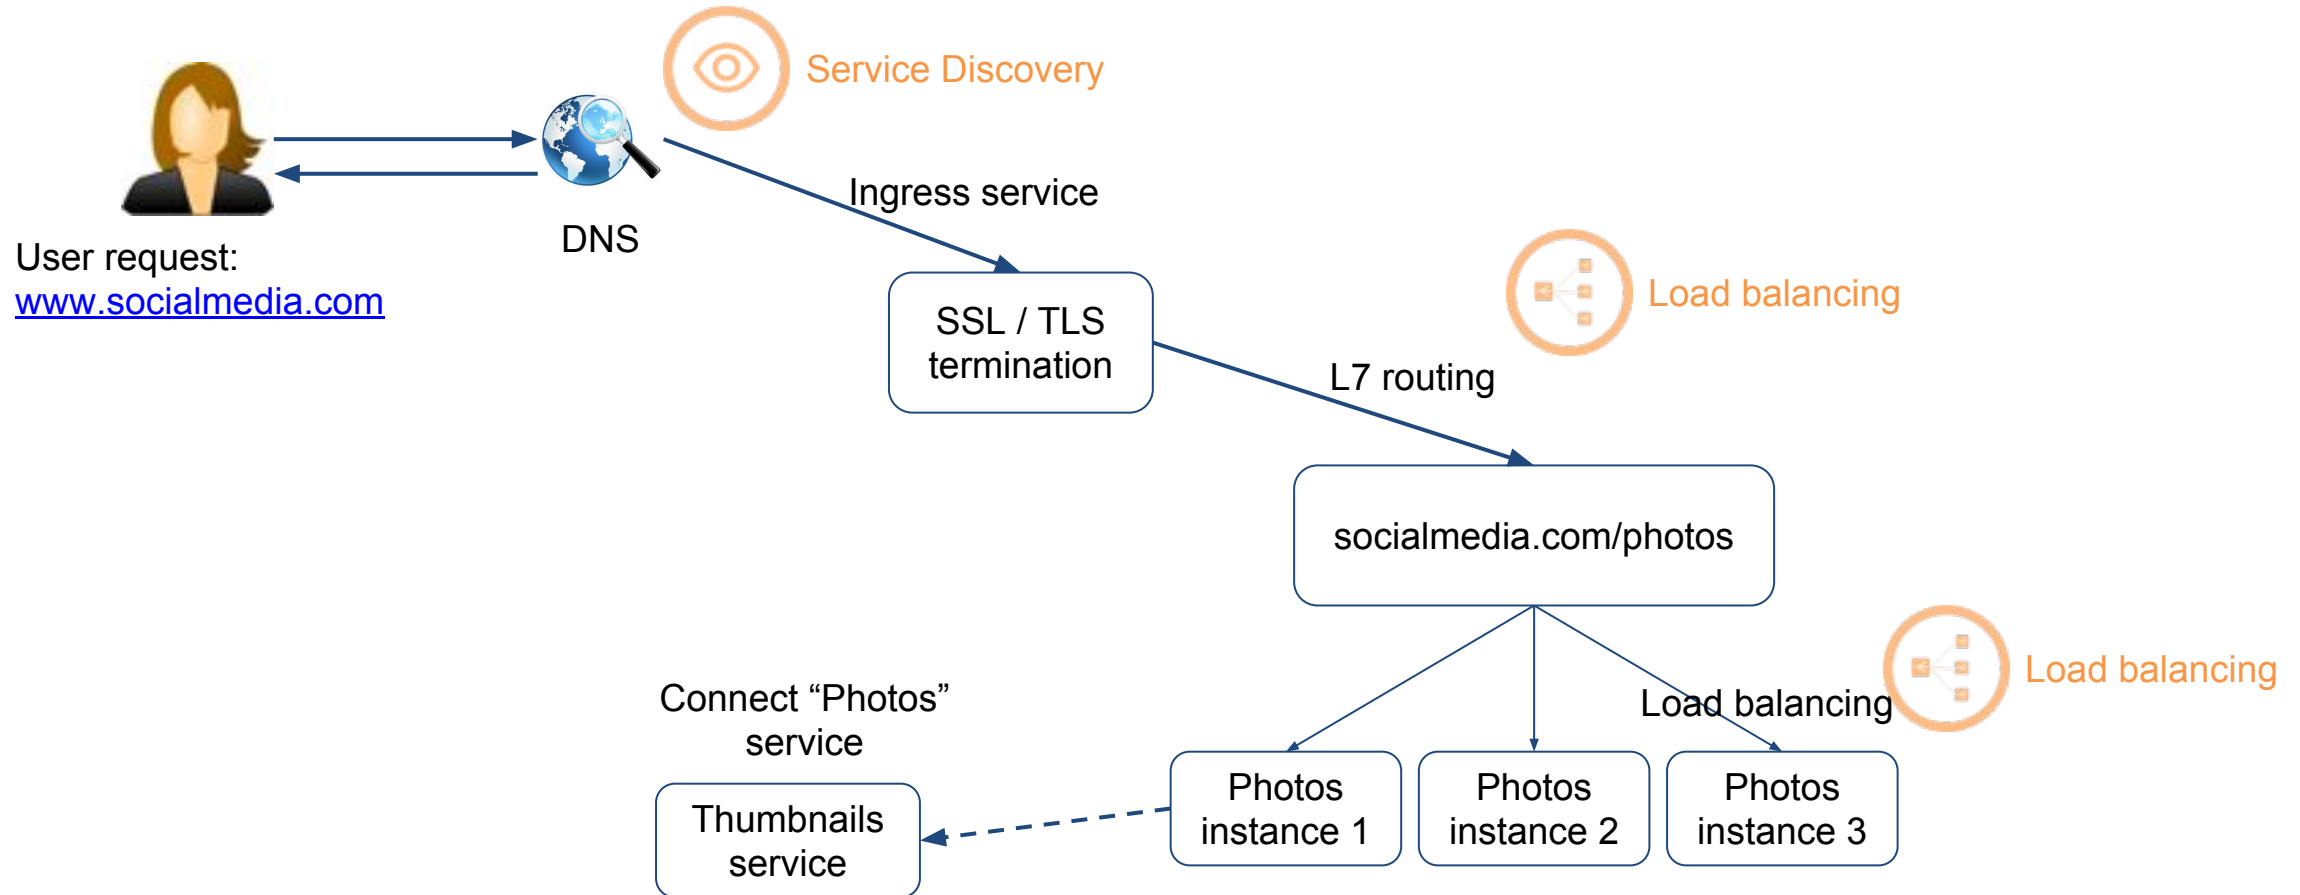 Service Discovery
Ingress service
DNS
User request:
www.socialmedia.com
SSL / TLS
termination
Load balancing
L7 routing
socialmedia.com/photos
Load balancing
Load balancing
Connect “Photos”
service
Thumbnails
service
Photos
instance 1
Photos
instance 2
Photos
instance 3